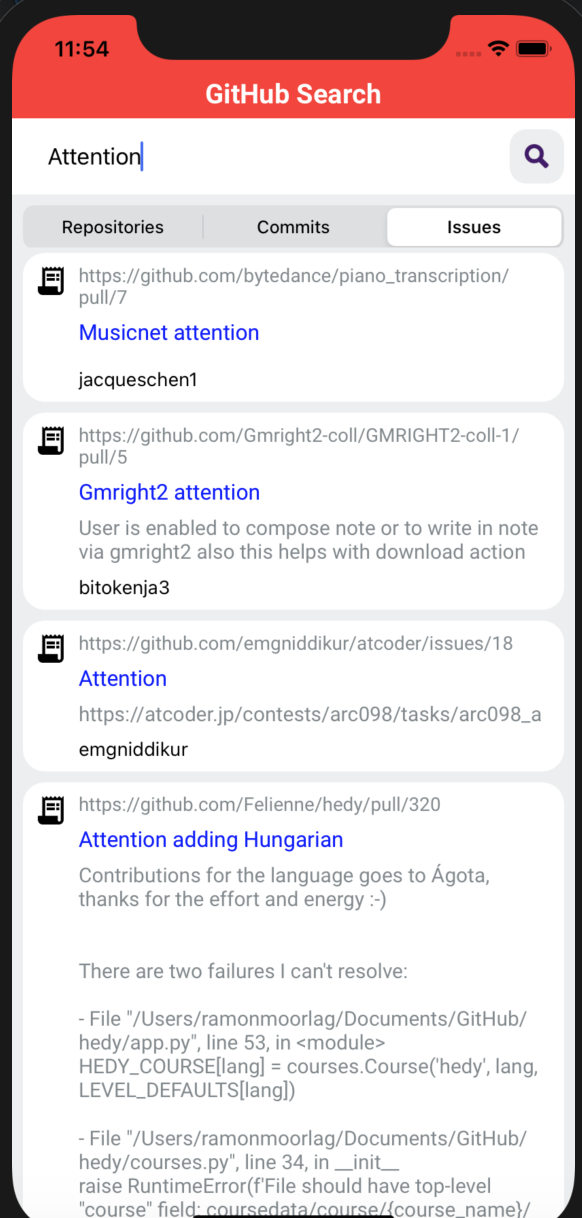 11:54
GitHub Search
Attention
Repositories
Commits
Issues
https://github.com/bytedance/piano_transcription/
pull/7
Musicnet attention
jacqueschen1
https://github.com/Gmright2-coll/GMRIGHT2-coll-1/
pull/5
Gmright2 attention
User is enabled to compose note or to write in note
via gmright2 also this helps with download action
bitokenja3
https://github.com/emgniddikur/atcoder/issues/18
Attention
https://atcoder.jp/contests/arc098/tasks/arc098_a
emgniddikur
https://github.com/Felienne/hedy/pull/320
Attention adding Hungarian
Contributions for the language goes to Ágota,
thanks for the effort and energy :-)
There are two failures I can't resolve:
- File "/Users/ramonmoorlag/Documents/GitHub/
hedy/app.py", line 53, in <module>
HEDY_COURSE[lang] = courses.Course('hedy', lang,
LEVEL_DEFAULTS[lang])
- File "/Users/ramonmoorlag/Documents/GitHub/
hedy/courses.py", line 34, in __init__
raise RuntimeError(f'File should have top-level
"course" field: coursedata/course/{course_name}/